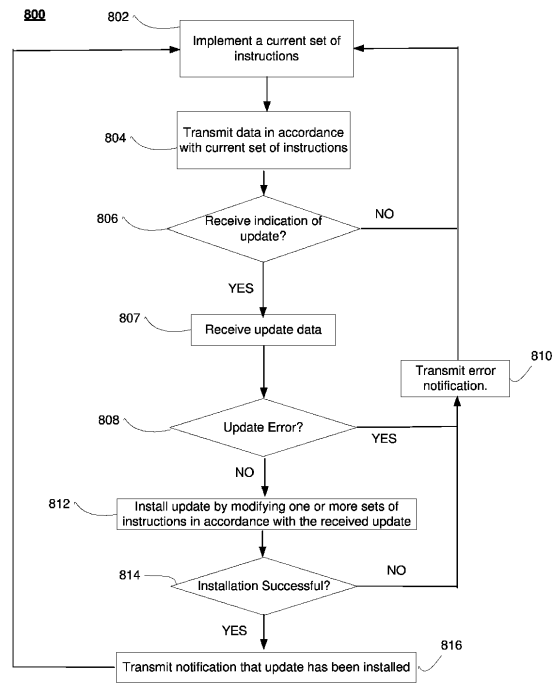 800
802
Implement a current set of
instructions
804
Transmit data in accordance
with current set of instructions
806
Receive indication of
update?
NO
YES
807
Receive update data
810
Transmit error
notification.
808
Update Error?
YES
NO
812
Install update by modifying one or more sets of
instructions in accordance with the received update
814
Installation Successful?
NO
YES
816
Transmit notification that update has been installed